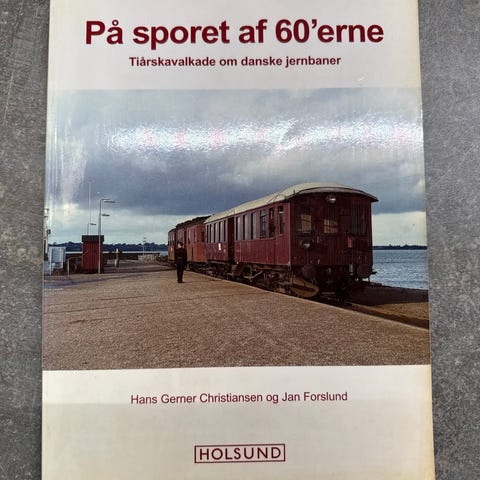 På sporet af 60'erne
Tiårskavalkade om danske jernbaner
Hans Gerner Christiansen og Jan Forslund
HOLSUND